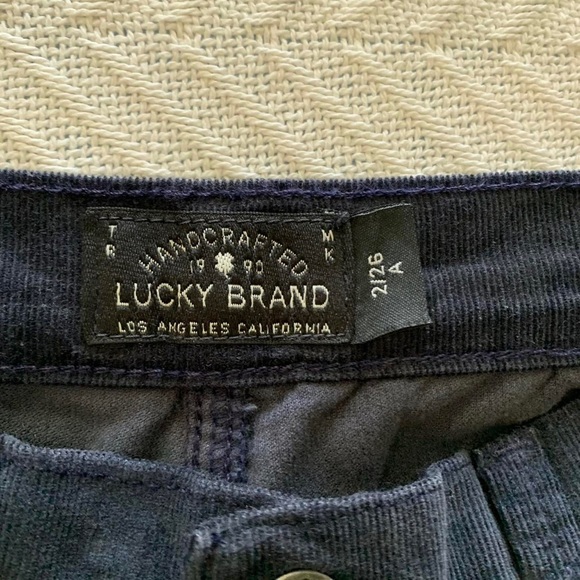 TR MK
HANDCRAFTED
19 90
LUCKY BRAND
LOS ANGELES CALIFORNIA
2/26
A